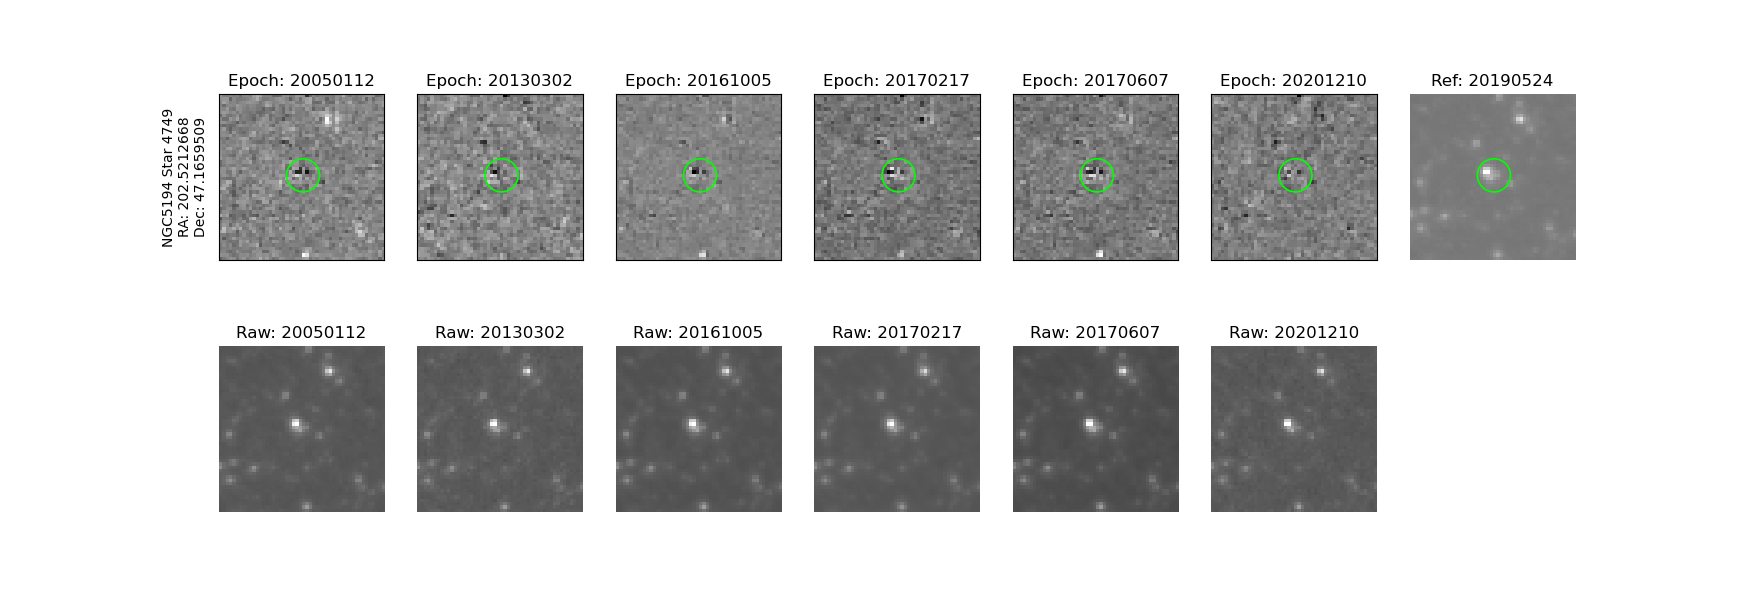 Epoch: 20050112
Epoch: 20130302
Epoch: 20161005
Epoch: 20170217
Epoch: 20170607
Epoch: 20201210
Ref: 20190524
NGC5194 Star 4749
RA: 202.5212668
Dec: 47.1659509
Raw: 20050112
Raw: 20130302
Raw: 20161005
Raw: 20170217
Raw: 20170607
Raw: 20201210